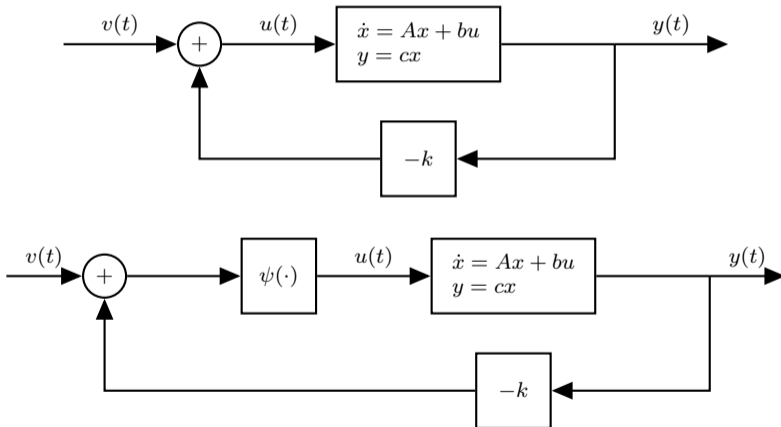 v(t)
+
u(t)
ẋ = Ax + bu
y = cx
y(t)
−k
v(t)
+
ψ(·)
u(t)
ẋ = Ax + bu
y = cx
y(t)
−k